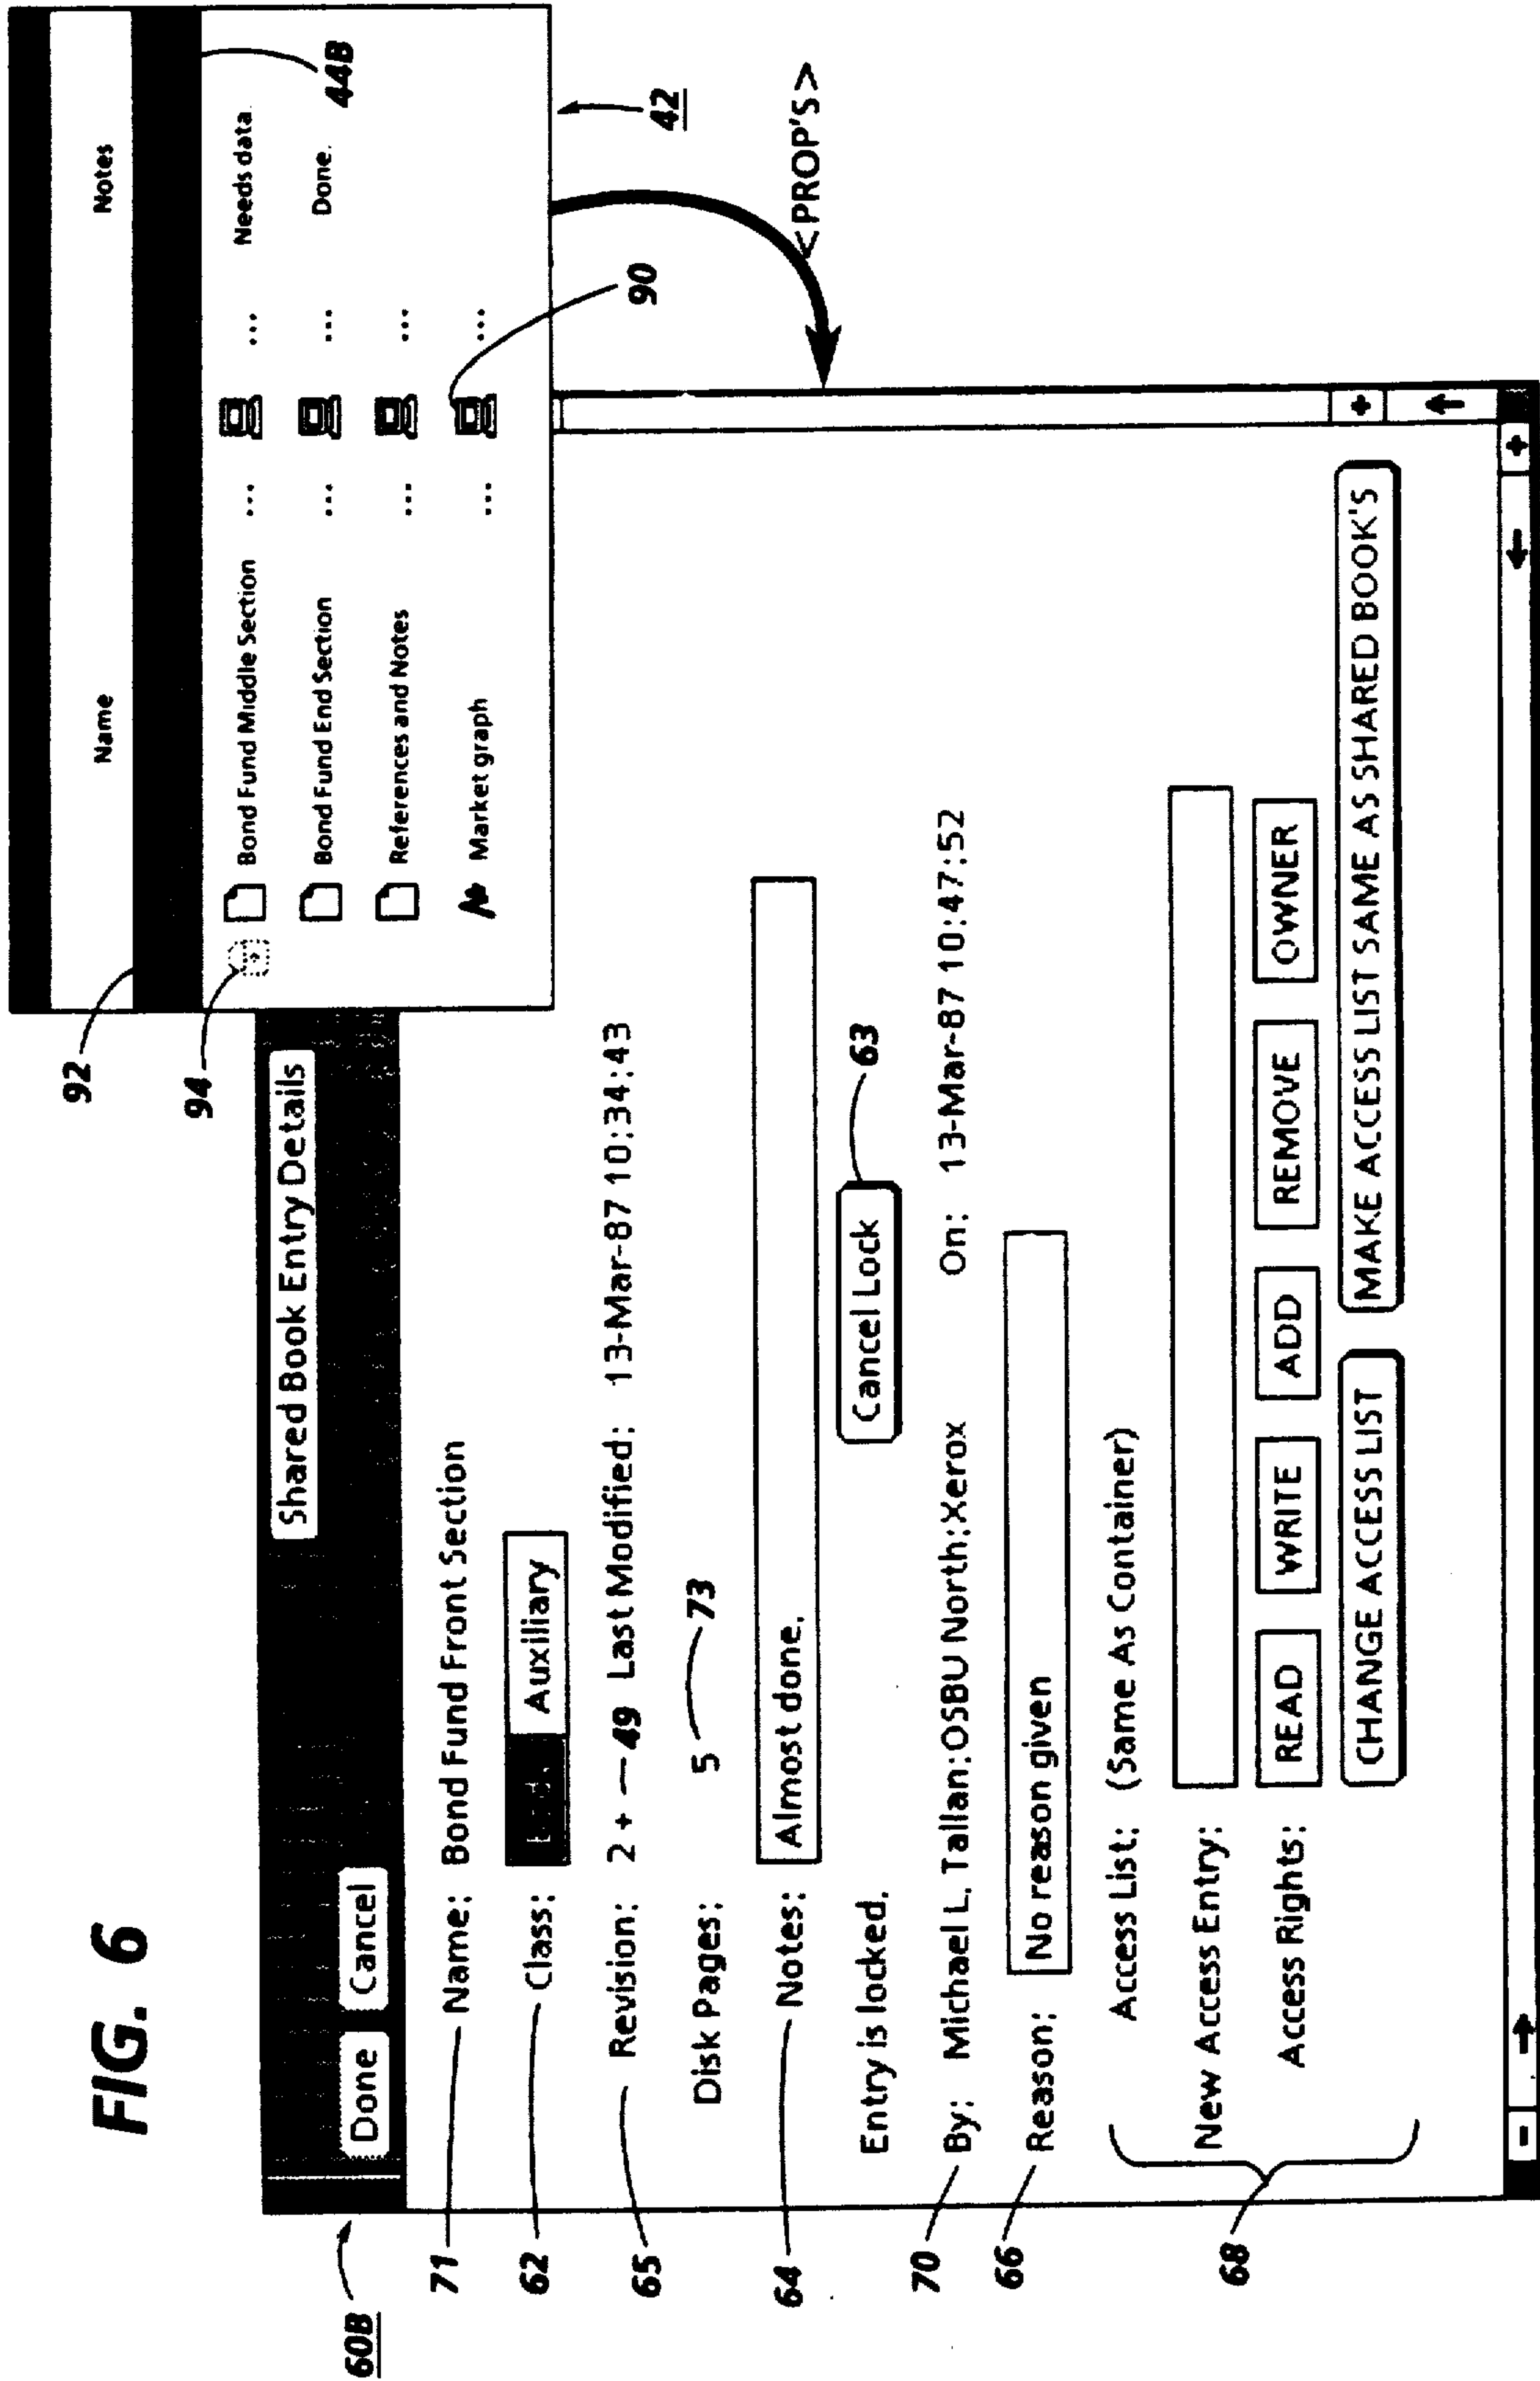 FIG. 6
92
Name Notes
94
Bond Fund Middle Section ... ... Needs data.
44B
Bond Fund End Section ... ... Done.
References and Notes ... ...
Market graph ... ...
42
90
<PROP'S>
60B
Shared Book Entry Details
Done Cancel
71 Name: Bond Fund Front Section
62 Class: Auxiliary
65 Revision: 2 + 49 Last Modified: 13-Mar-87 10:34:43
Disk Pages: 5 73
64 Notes: Almost done.
Entry is locked. Cancel Lock 63
70 By: Michael L. Tallan:OSBU North:Xerox On: 13-Mar-87 10:47:52
66 Reason: No reason given
Access List: (Same As Container)
68 New Access Entry:
Access Rights: READ WRITE ADD REMOVE OWNER
CHANGE ACCESS LIST MAKE ACCESS LIST SAME AS SHARED BOOK'S